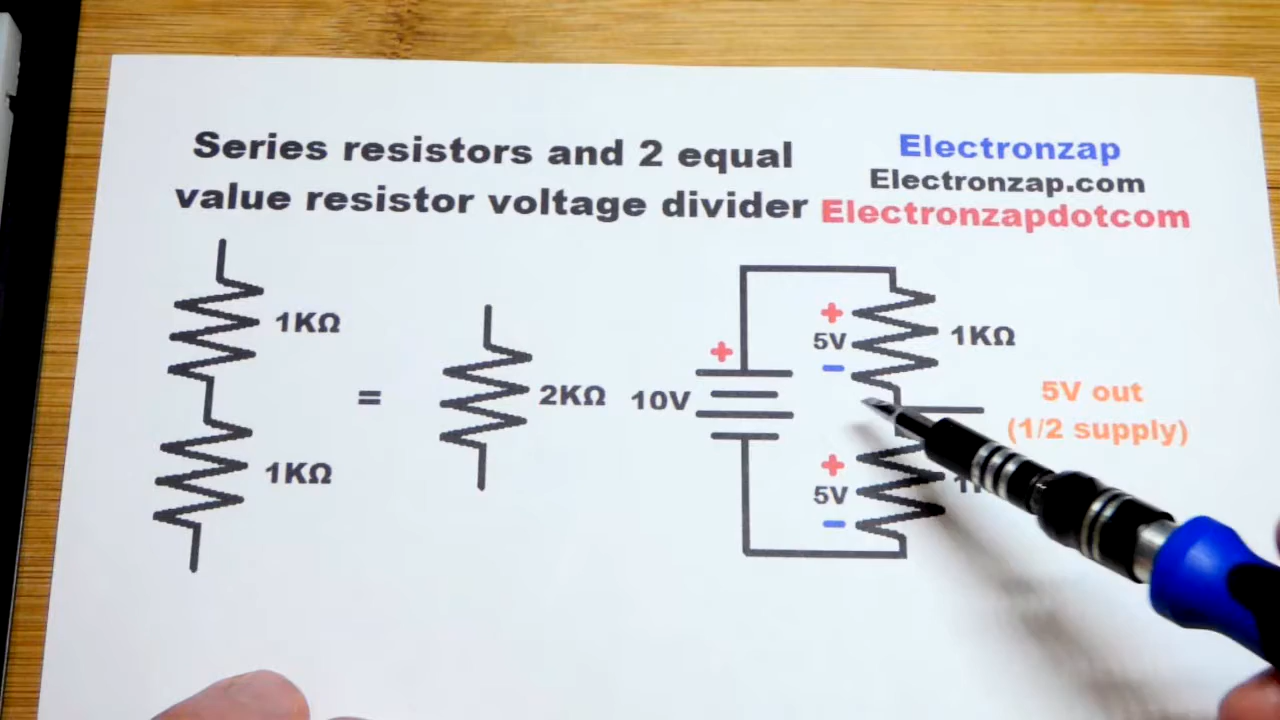 Series resistors and 2 equal
value resistor voltage divider
Electronzap
Electronzap.com
Electronzapdotcom
1KΩ
1KΩ
=
2KΩ
10V
+
+
5V
-
1KΩ
5V out
(1/2 supply)
+
5V
-